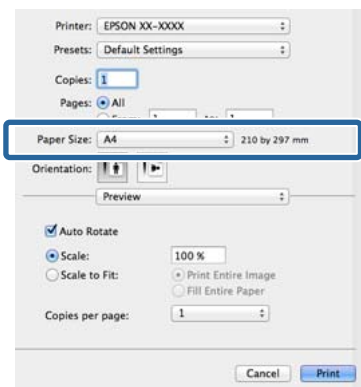 Printer: EPSON XX-XXXX
Presets: Default Settings
Copies: 1
Pages: All
Paper Size: A4 210 by 297 mm
Orientation:
Preview
Auto Rotate
Scale: 100 %
Scale to Fit: Print Entire Image
Fill Entire Paper
Copies per page: 1
Cancel Print